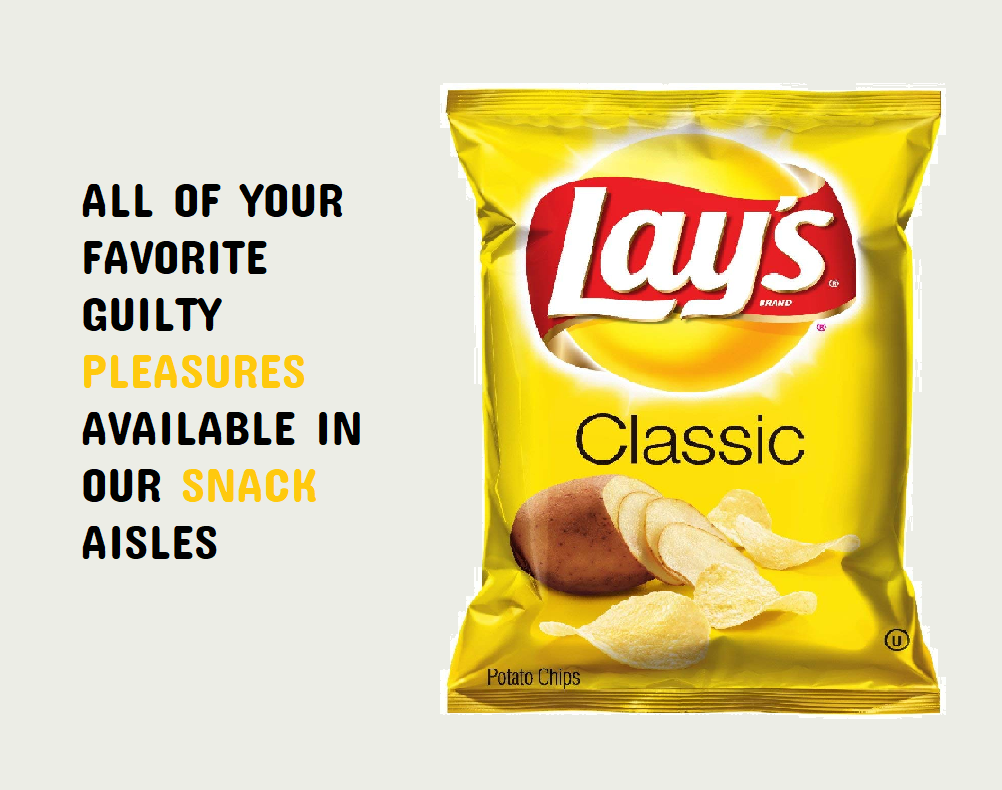 ALL OF YOUR
FAVORITE
GUILTY
PLEASURES
AVAILABLE IN
OUR SNACK
AISLES
Lay's
®
BRAND
®
Classic
U
Potato Chips